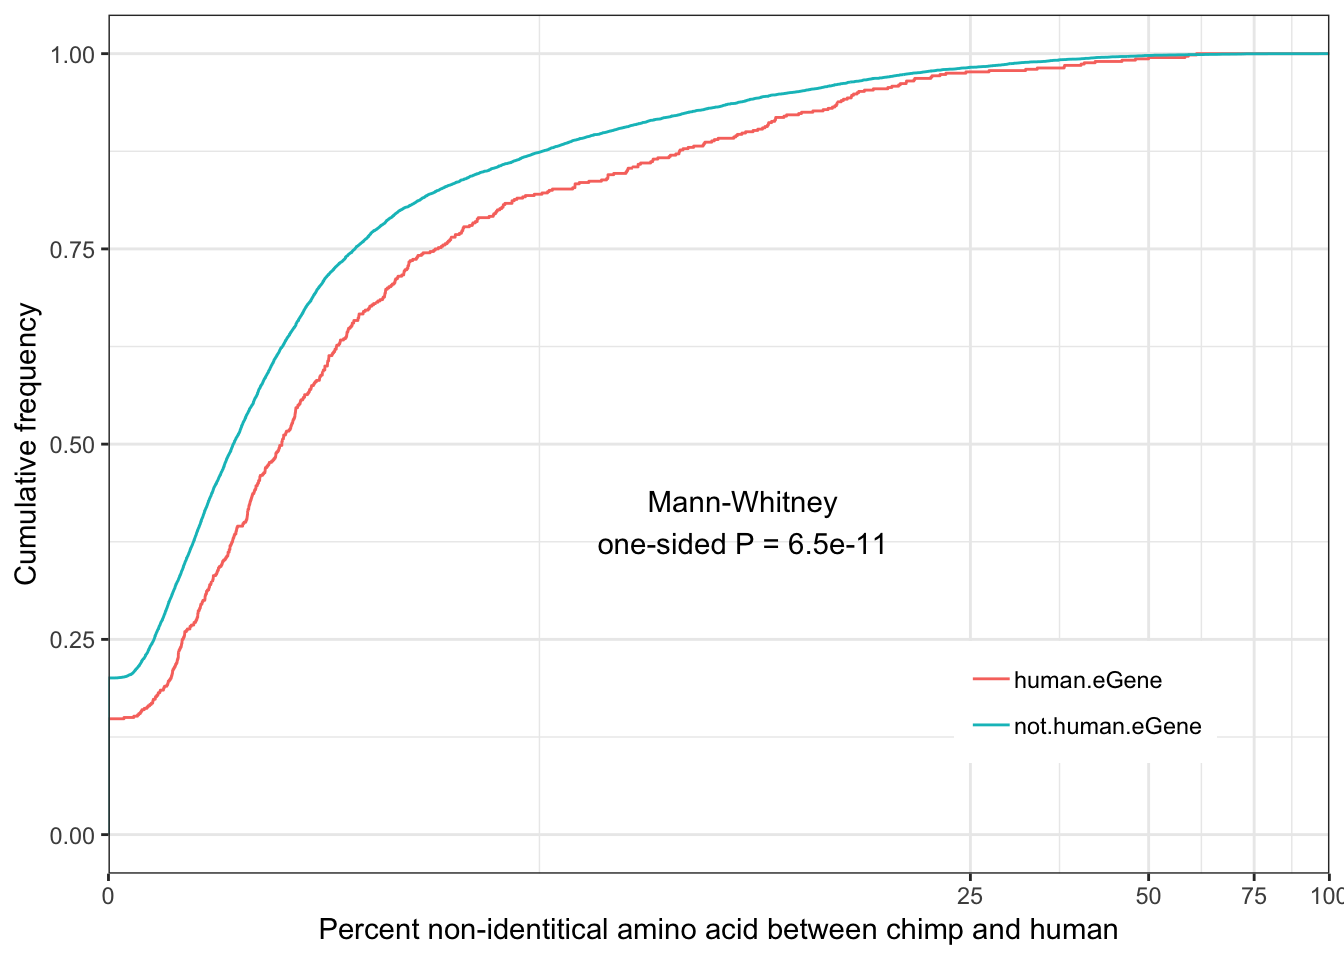 1.00
0.75
0.50
0.25
0.00
Cumulative frequency
Mann-Whitney
one-sided P = 6.5e-11
human.eGene
not.human.eGene
0 25 50 75 100
Percent non-identitical amino acid between chimp and human